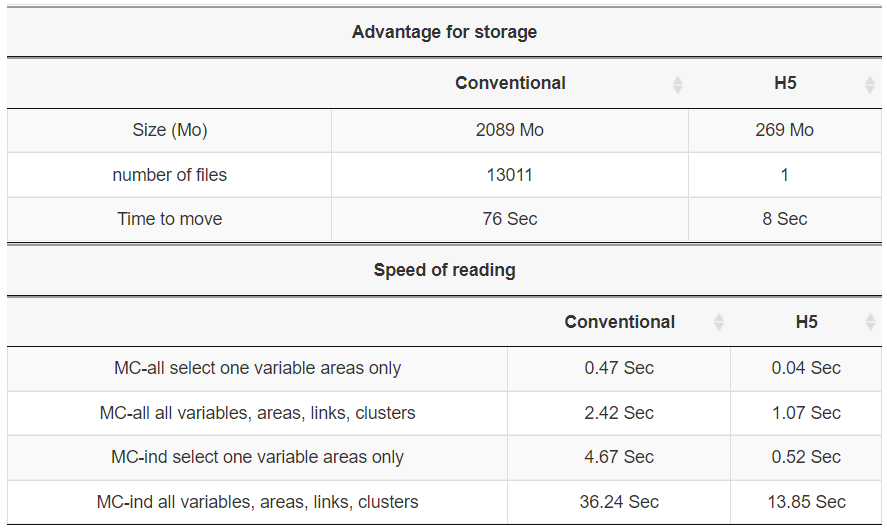 Advantage for storage
Conventional H5
Size (Mo) 2089 Mo 269 Mo
number of files 13011 1
Time to move 76 Sec 8 Sec
Speed of reading
Conventional H5
MC-all select one variable areas only 0.47 Sec 0.04 Sec
MC-all all variables, areas, links, clusters 2.42 Sec 1.07 Sec
MC-ind select one variable areas only 4.67 Sec 0.52 Sec
MC-ind all variables, areas, links, clusters 36.24 Sec 13.85 Sec